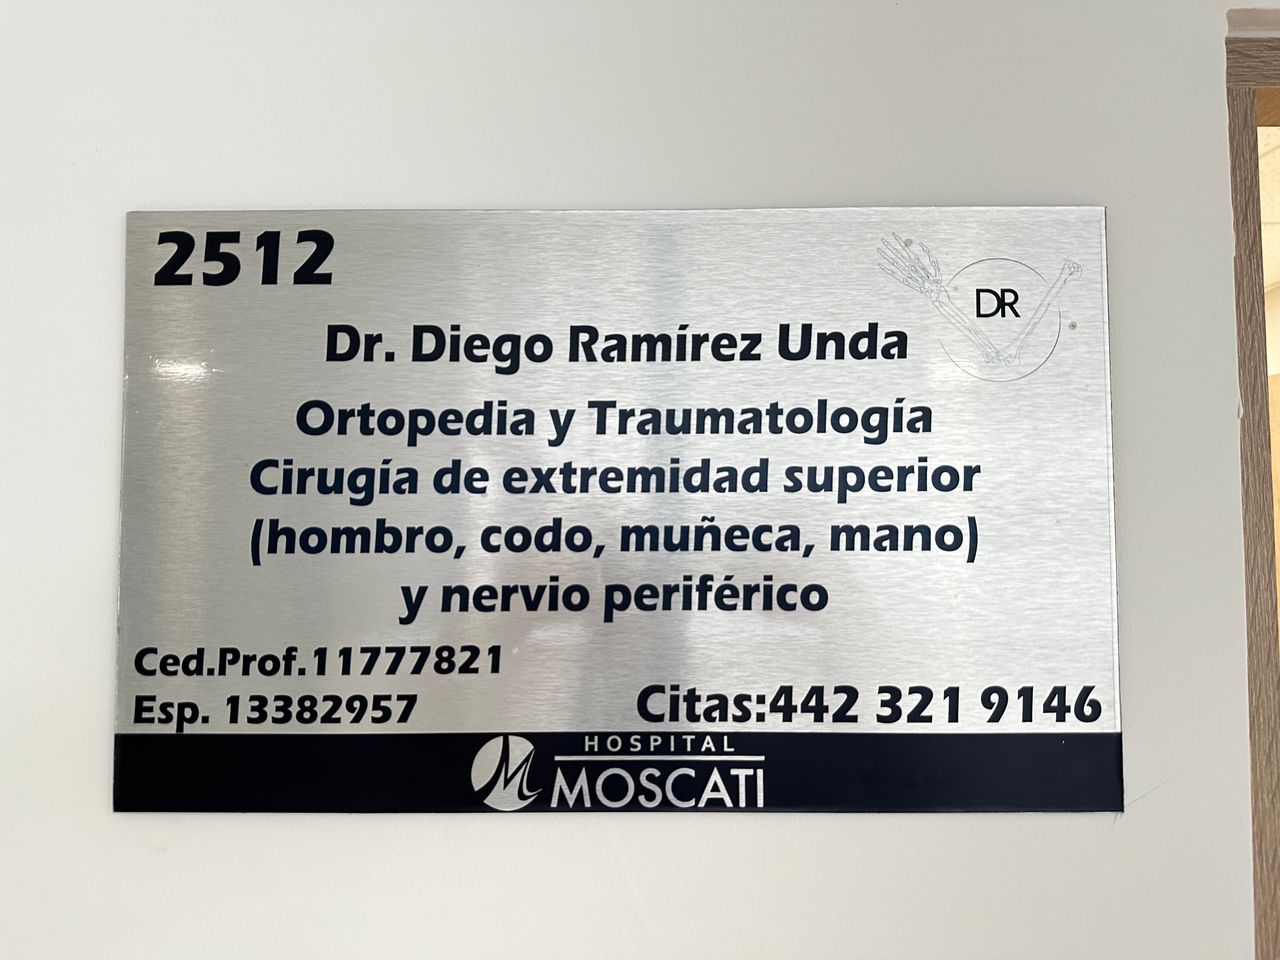 2512
DR
Dr. Diego Ramírez Unda
Ortopedia y Traumatología
Cirugía de extremidad superior
(hombro, codo, muñeca, mano)
y nervio periférico
Ced.Prof.11777821
Esp. 13382957
Citas:442 321 9146
HOSPITAL
MOSCATI